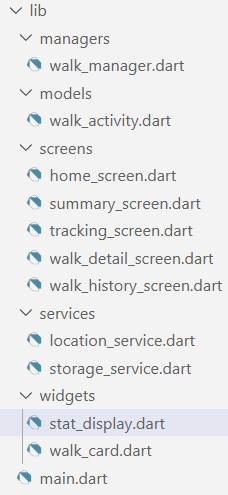 lib
managers
walk_manager.dart
models
walk_activity.dart
screens
home_screen.dart
summary_screen.dart
tracking_screen.dart
walk_detail_screen.dart
walk_history_screen.dart
services
location_service.dart
storage_service.dart
widgets
stat_display.dart
walk_card.dart
main.dart